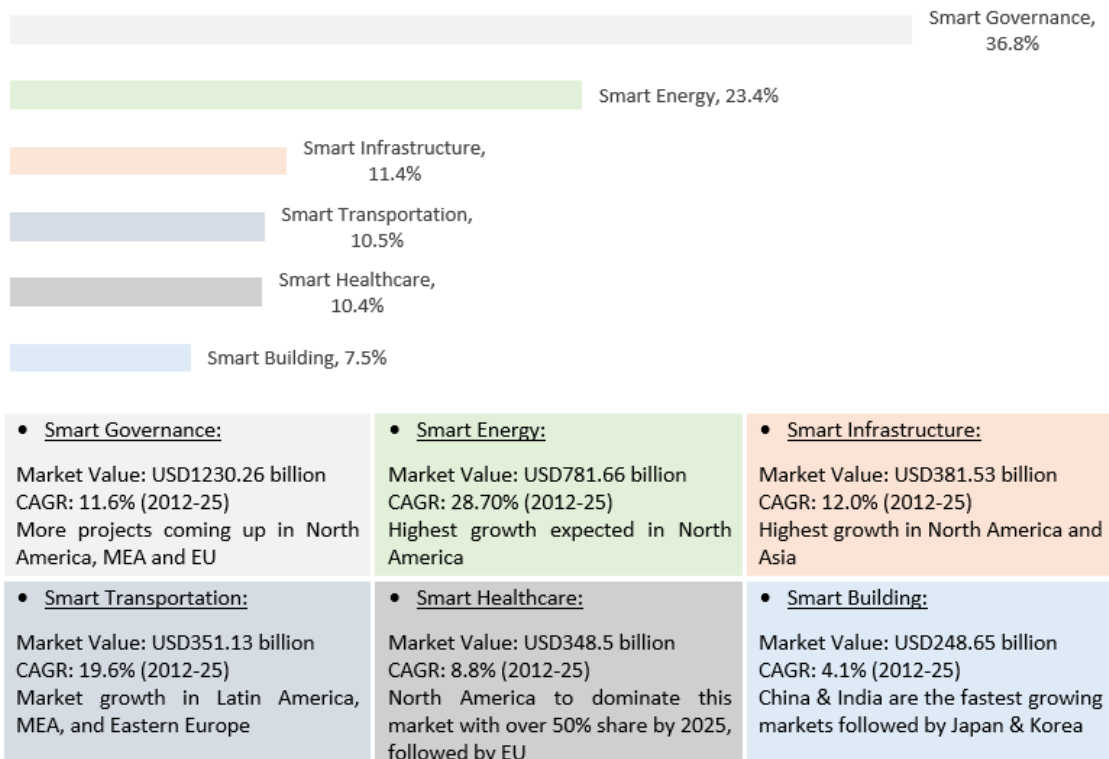 Smart Governance,
36.8%
Smart Energy, 23.4%
Smart Infrastructure,
11.4%
Smart Transportation,
10.5%
Smart Healthcare,
10.4%
Smart Building, 7.5%
• Smart Governance:
Market Value: USD1230.26 billion
CAGR: 11.6% (2012-25)
More projects coming up in North
America, MEA and EU
• Smart Energy:
Market Value: USD781.66 billion
CAGR: 28.70% (2012-25)
Highest growth expected in North
America
• Smart Infrastructure:
Market Value: USD381.53 billion
CAGR: 12.0% (2012-25)
Highest growth in North America and
Asia
• Smart Transportation:
Market Value: USD351.13 billion
CAGR: 19.6% (2012-25)
Market growth in Latin America,
MEA, and Eastern Europe
• Smart Healthcare:
Market Value: USD348.5 billion
CAGR: 8.8% (2012-25)
North America to dominate this
market with over 50% share by 2025,
followed by EU
• Smart Building:
Market Value: USD248.65 billion
CAGR: 4.1% (2012-25)
China & India are the fastest growing
markets followed by Japan & Korea